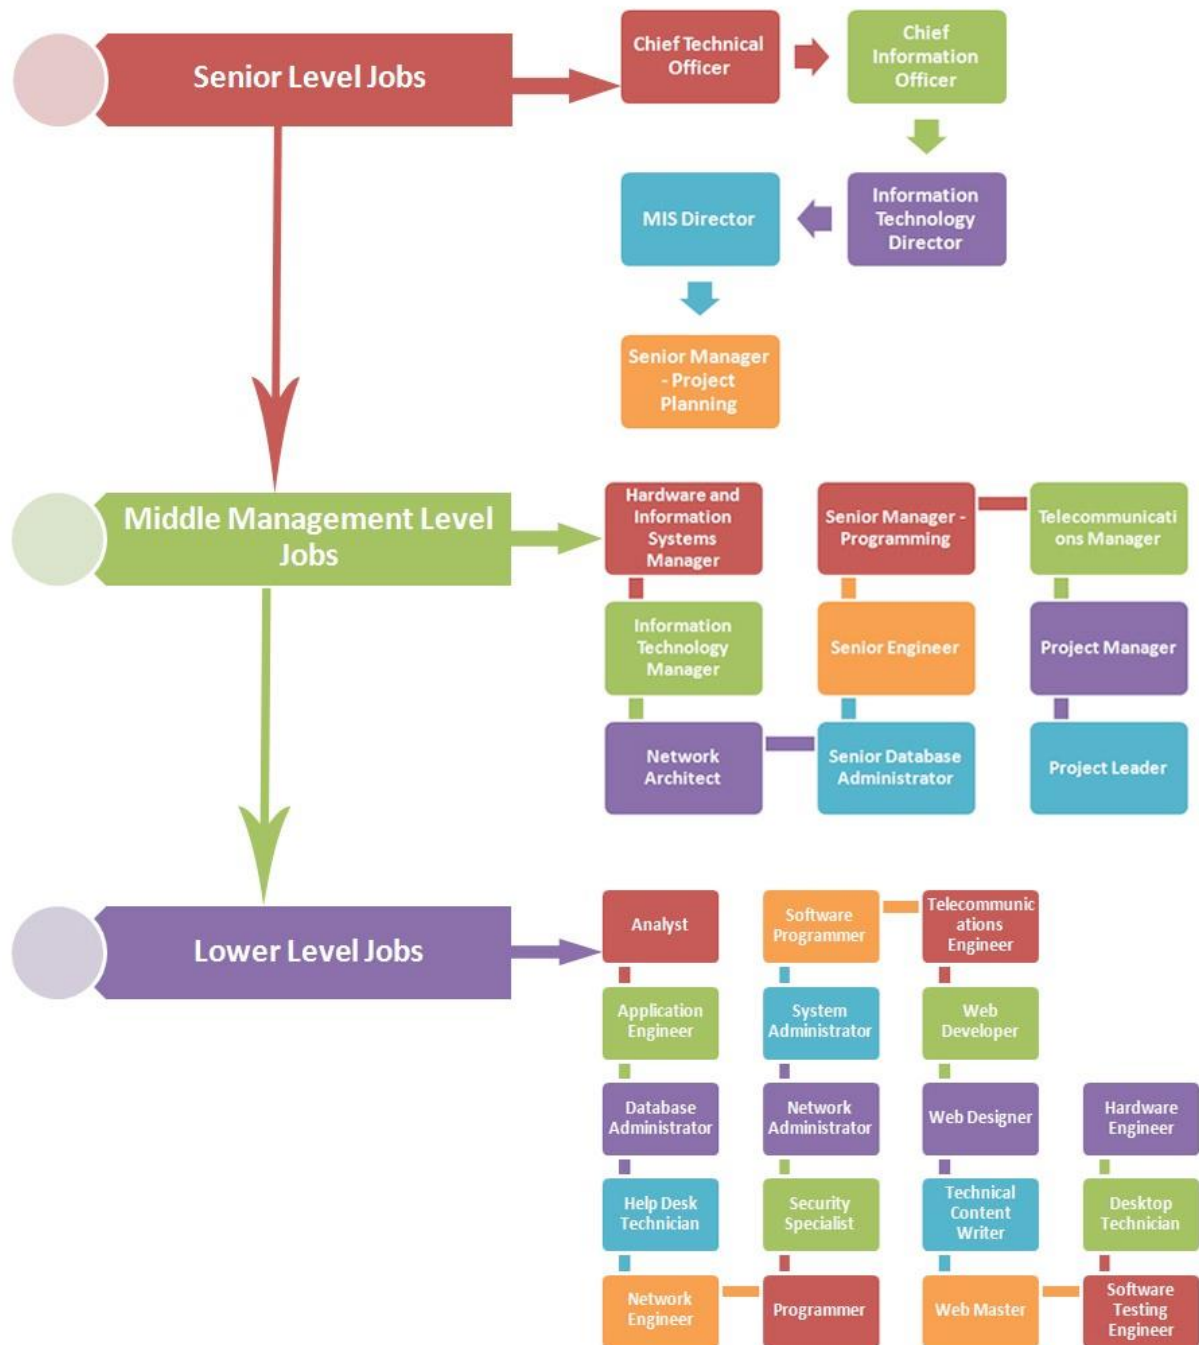 Senior Level Jobs
Chief Technical
Officer
Chief
Information
Officer
MIS Director
Information
Technology
Director
Senior Manager
- Project
Planning
Middle Management Level
Jobs
Hardware and
Information
Systems
Manager
Senior Manager -
Programming
Telecommunicati
ons Manager
Information
Technology
Manager
Senior Engineer
Project Manager
Network
Architect
Senior Database
Administrator
Project Leader
Lower Level Jobs
Analyst
Software
Programmer
Telecommunic
ations
Engineer
Application
Engineer
System
Administrator
Web
Developer
Database
Administrator
Network
Administrator
Web Designer
Hardware
Engineer
Help Desk
Technician
Security
Specialist
Technical
Content
Writer
Desktop
Technician
Network
Engineer
Programmer
Web Master
Software
Testing
Engineer